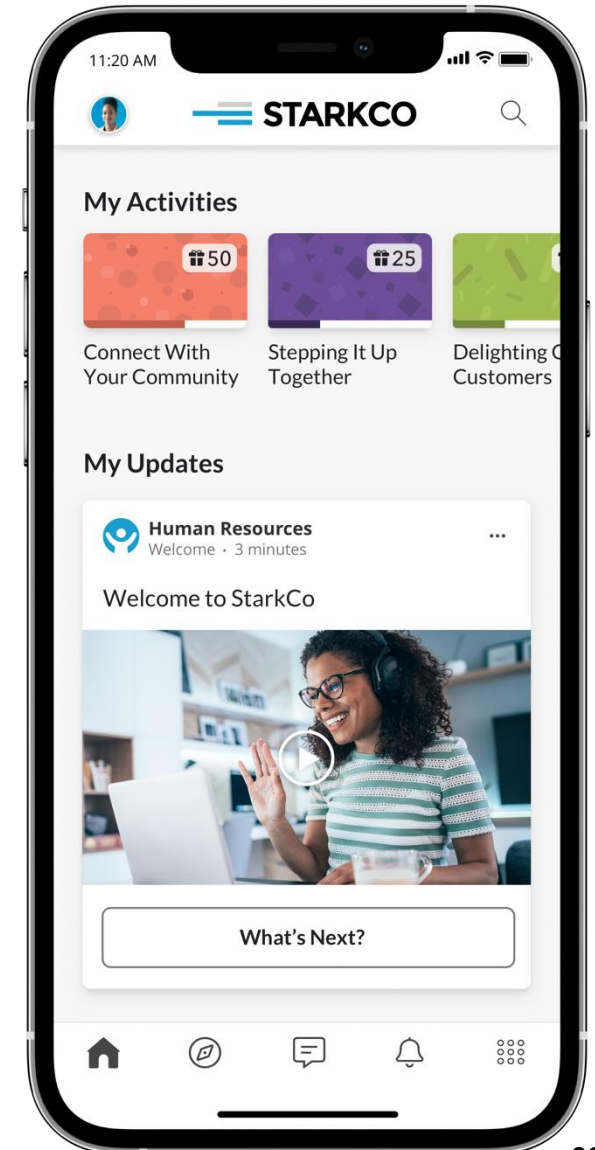 11:20 AM
STARKCO
My Activities
50
25
Connect With
Your Community
Stepping It Up
Together
Delighting
Customers
My Updates
Human Resources
Welcome · 3 minutes
...
Welcome to StarkCo
What's Next?